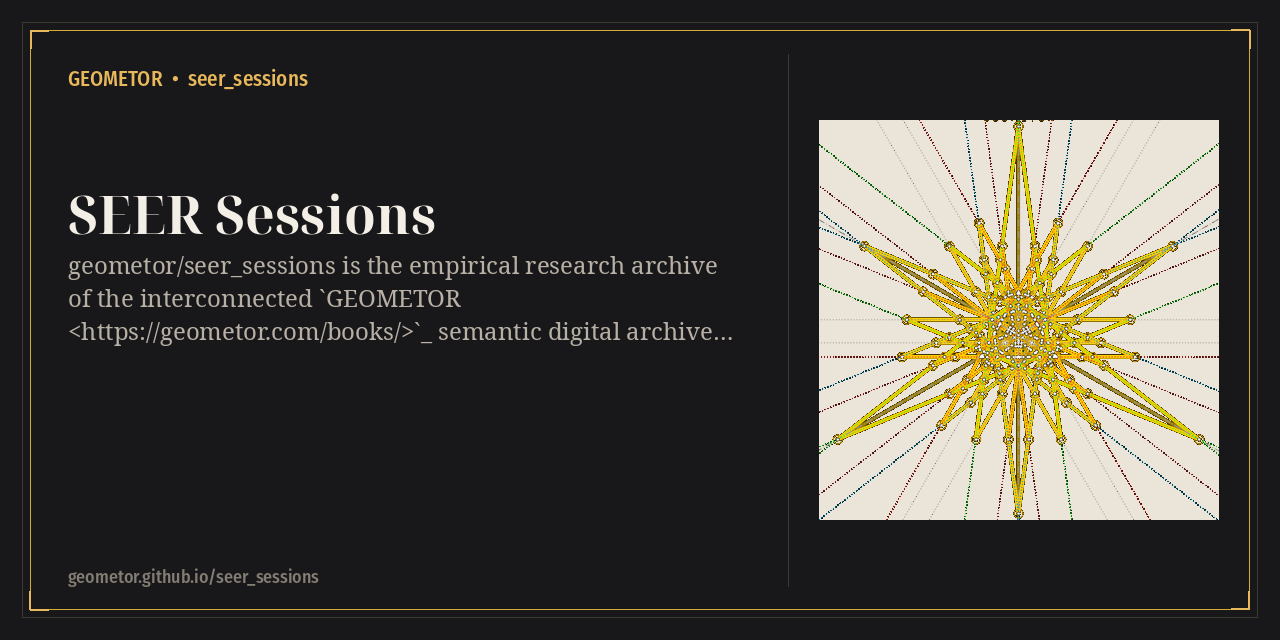 GEOMETOR • seer_sessions
SEER Sessions
geometor/seer_sessions is the empirical research archive
of the interconnected `GEOMETOR
<https://geometor.com/books/>`_ semantic digital archive...
geometor.github.io/seer_sessions